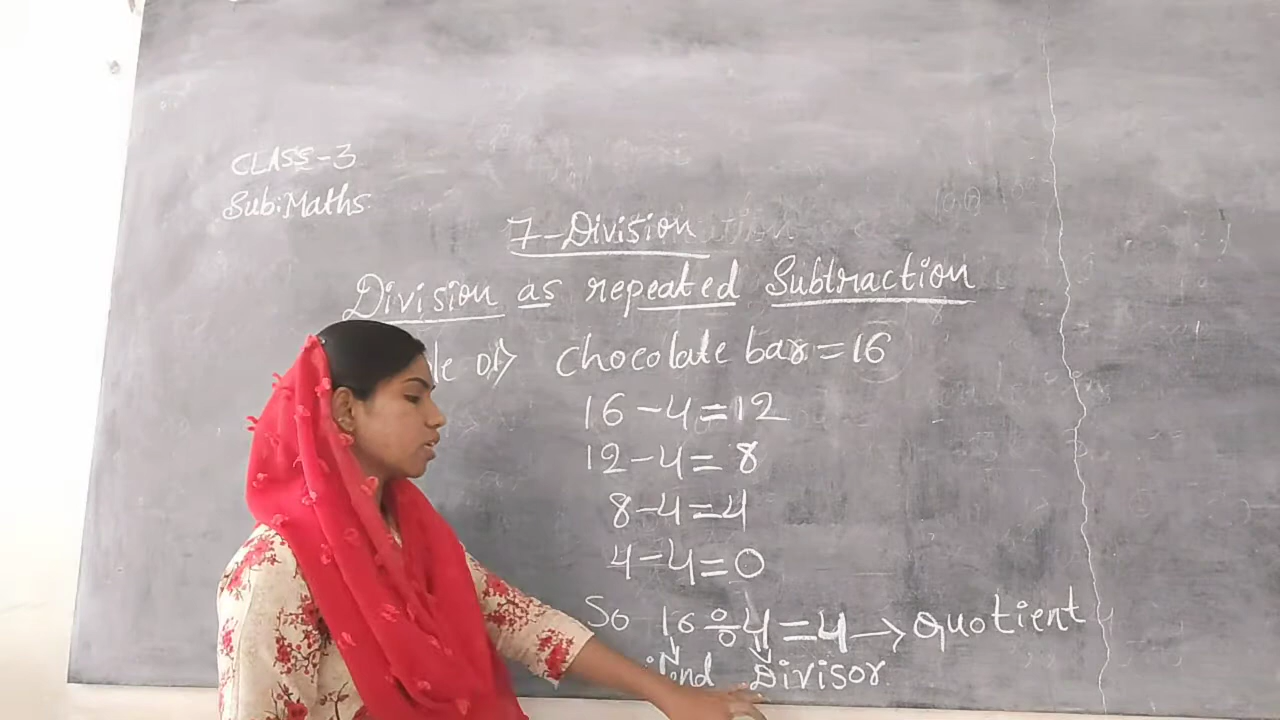 CLASS-3
Sub:Maths
7-Division
Division as repeated Subtraction
chocolate bar=16
16-4=12
12-4=8
8-4=4
4-4=0
So 16÷4=4→Quotient
Divisor